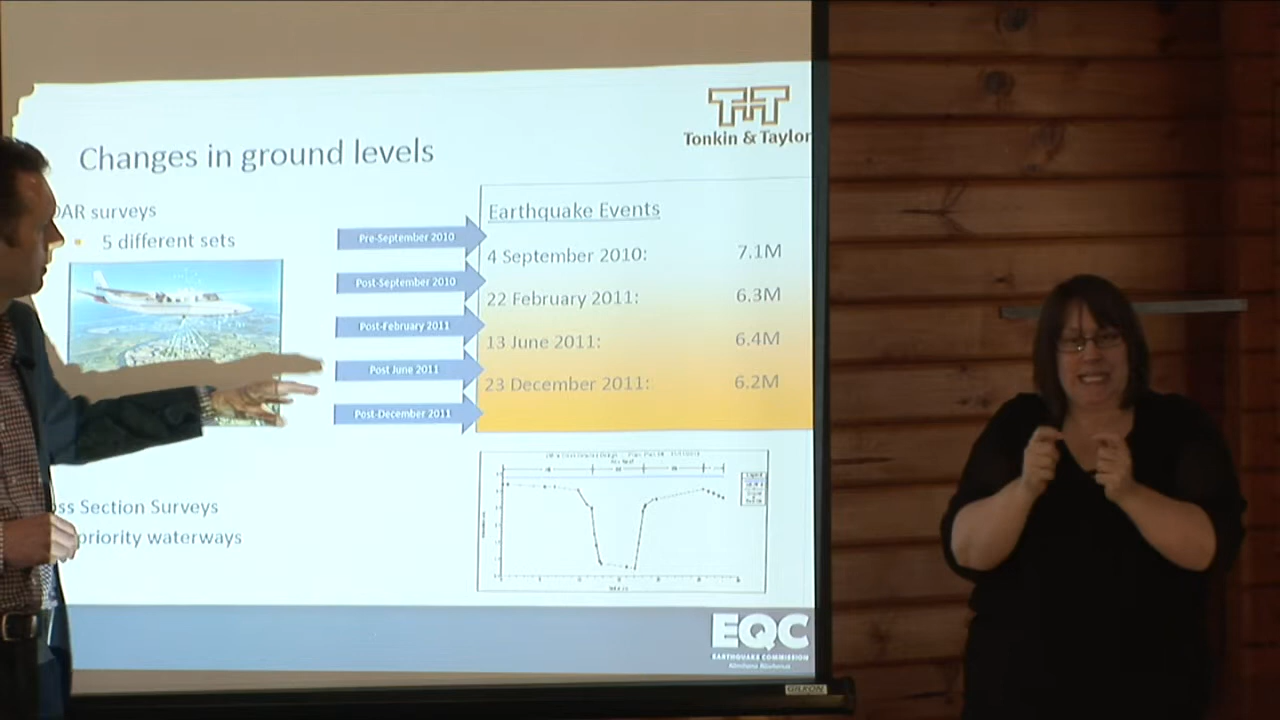 Tonkin & Taylor
Changes in ground levels
DAR surveys
5 different sets
Pre-September 2010
Post-September 2010
Post-February 2011
Post June 2011
Post-December 2011
Earthquake Events
4 September 2010: 7.1M
22 February 2011: 6.3M
13 June 2011: 6.4M
23 December 2011: 6.2M
ss Section Surveys
priority waterways
EQC
EARTHQUAKE COMMISSION